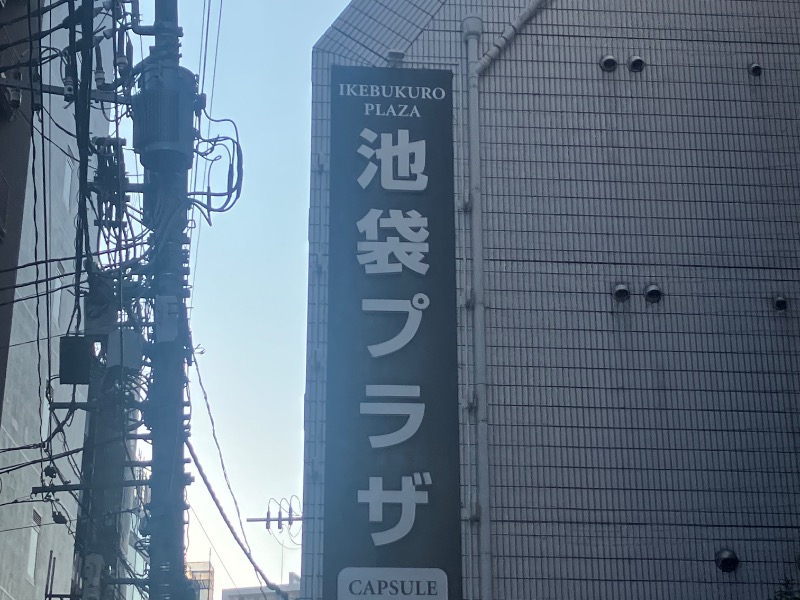 IKEBUKURO
PLAZA
池袋プラザ
CAPSULE